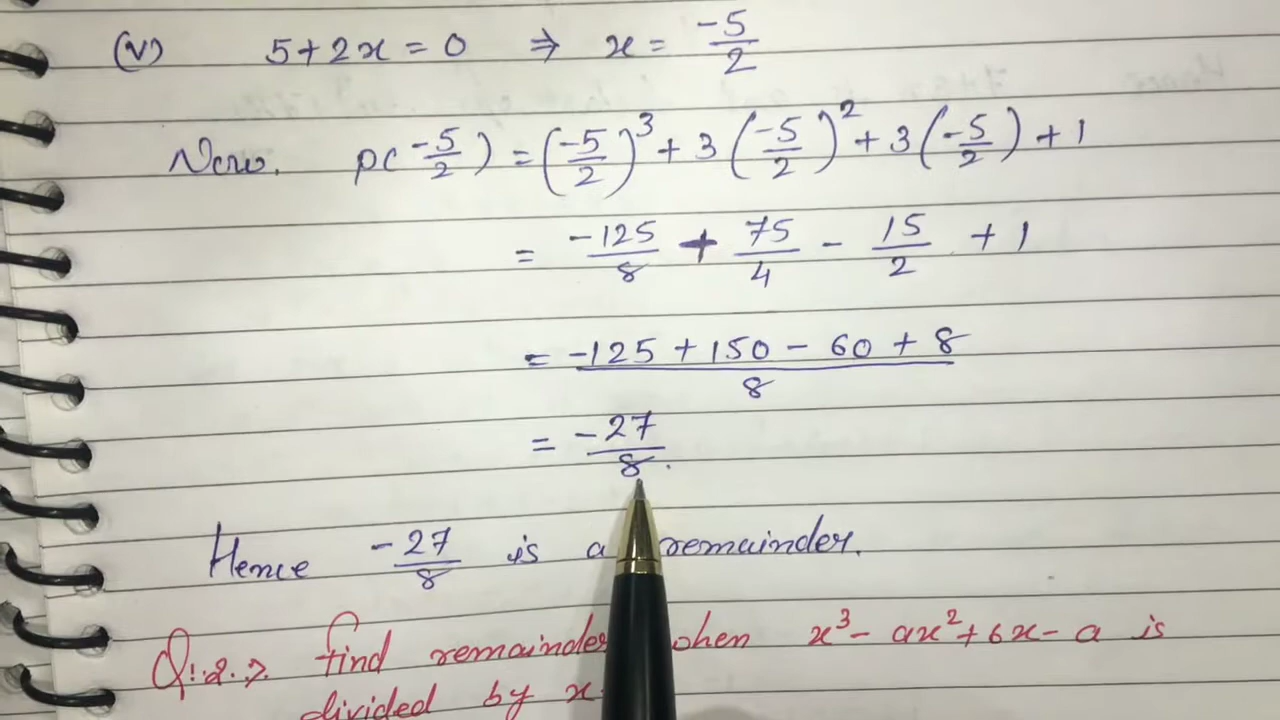 (v) 5+2x=0 ⇒ x = -5/2
Now. p(-5/2) = (-5/2)^3 + 3(-5/2)^2 + 3(-5/2) + 1
= -125/8 + 75/4 - 15/2 + 1
= -125+150-60+8/8
= -27/8.
Hence -27/8 is a remainder.
Q:.2.>. find remainder when x^3-ax^2+6x-a is
divided by x